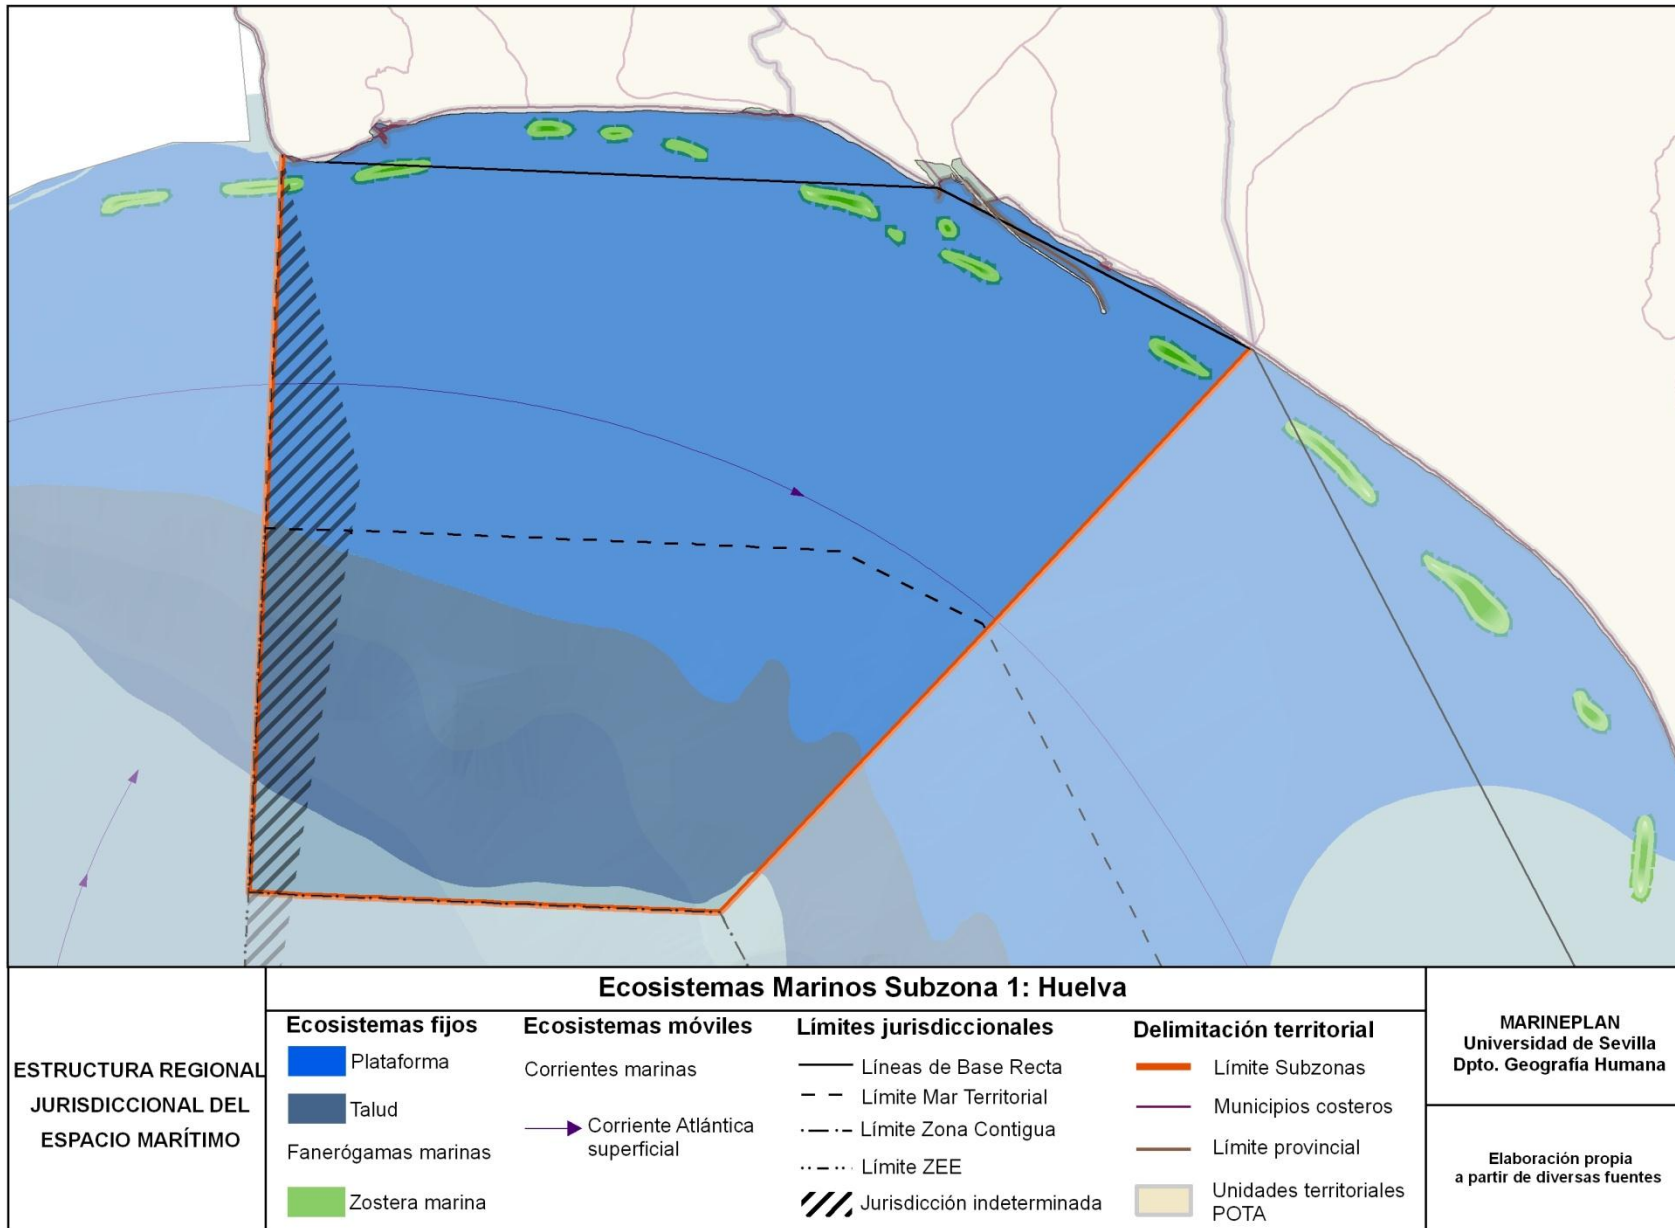 ESTRUCTURA REGIONAL
JURISDICCIONAL DEL
ESPACIO MARÍTIMO
Ecosistemas Marinos Subzona 1: Huelva
Ecosistemas fijos
Plataforma
Talud
Fanerógamas marinas
Zostera marina
Ecosistemas móviles
Corrientes marinas
Corriente Atlántica
superficial
Límites jurisdiccionales
Líneas de Base Recta
Límite Mar Territorial
Límite Zona Contigua
Límite ZEE
Jurisdicción indeterminada
Delimitación territorial
Límite Subzonas
Municipios costeros
Límite provincial
Unidades territoriales
POTA
MARINEPLAN
Universidad de Sevilla
Dpto. Geografía Humana
Elaboración propia
a partir de diversas fuentes